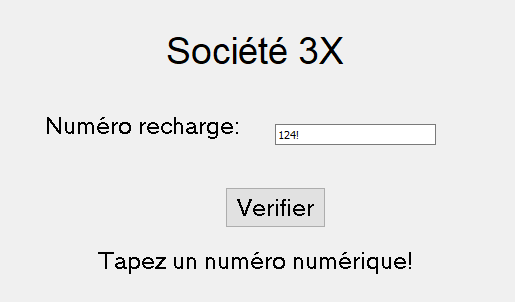 Société 3X
Numéro recharge: 124!
Verifier
Tapez un numéro numérique!